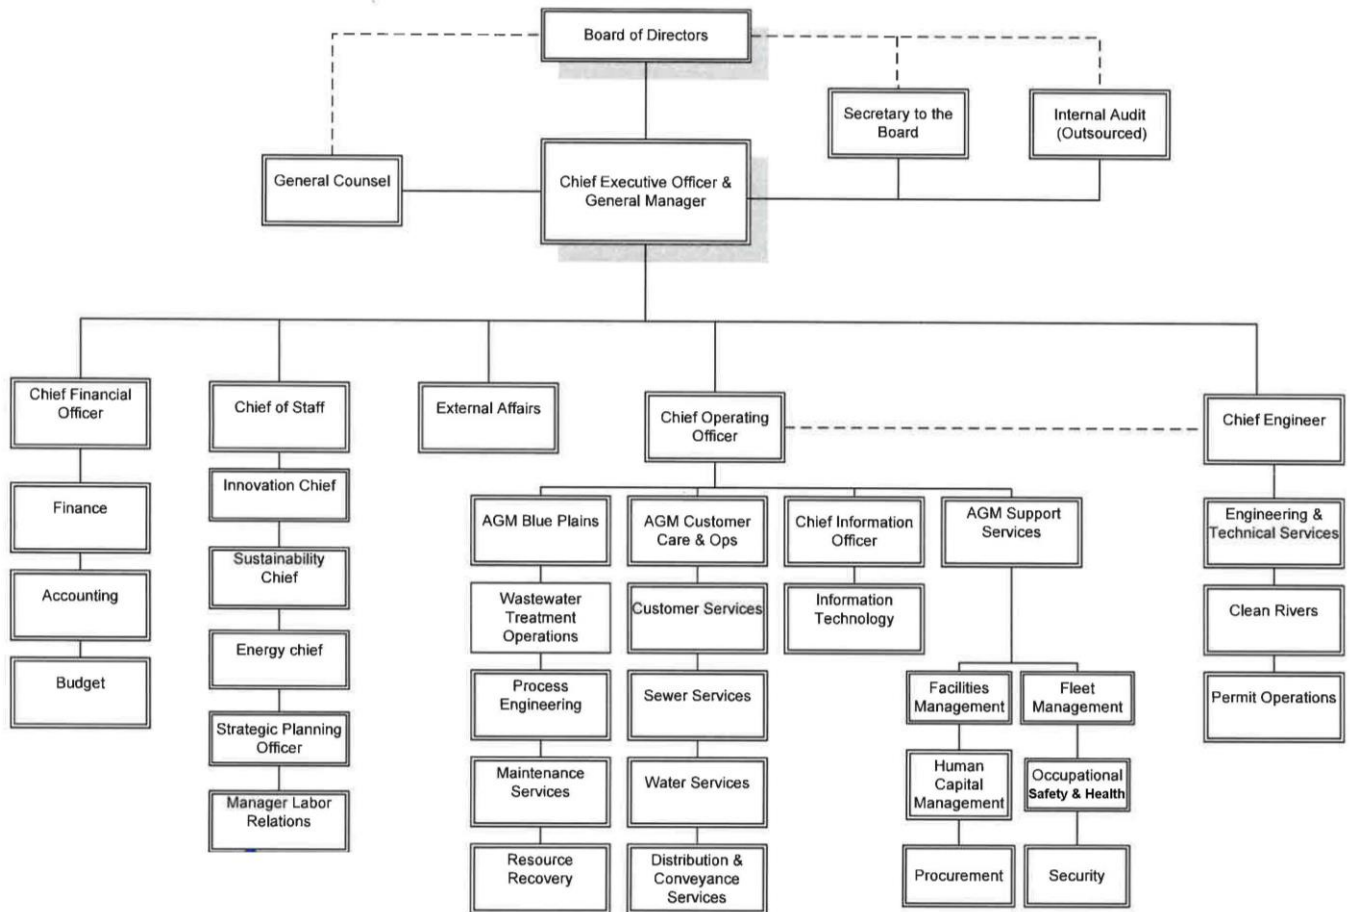 Board of Directors
Secretary to the
Board
Internal Audit
(Outsourced)
General Counsel
Chief Executive Officer &
General Manager
Chief Financial
Officer
Chief of Staff
External Affairs
Chief Operating
Officer
Chief Engineer
Finance
Accounting
Budget
Innovation Chief
Sustainability
Chief
Energy chief
Strategic Planning
Officer
Manager Labor
Relations
AGM Blue Plains
Wastewater
Treatment
Operations
Process
Engineering
Maintenance
Services
Resource
Recovery
AGM Customer
Care & Ops
Customer Services
Sewer Services
Water Services
Distribution &
Conveyance
Services
Chief Information
Officer
Information
Technology
AGM Support
Services
Facilities
Management
Human
Capital
Management
Procurement
Fleet
Management
Occupational
Safety & Health
Security
Engineering &
Technical Services
Clean Rivers
Permit Operations